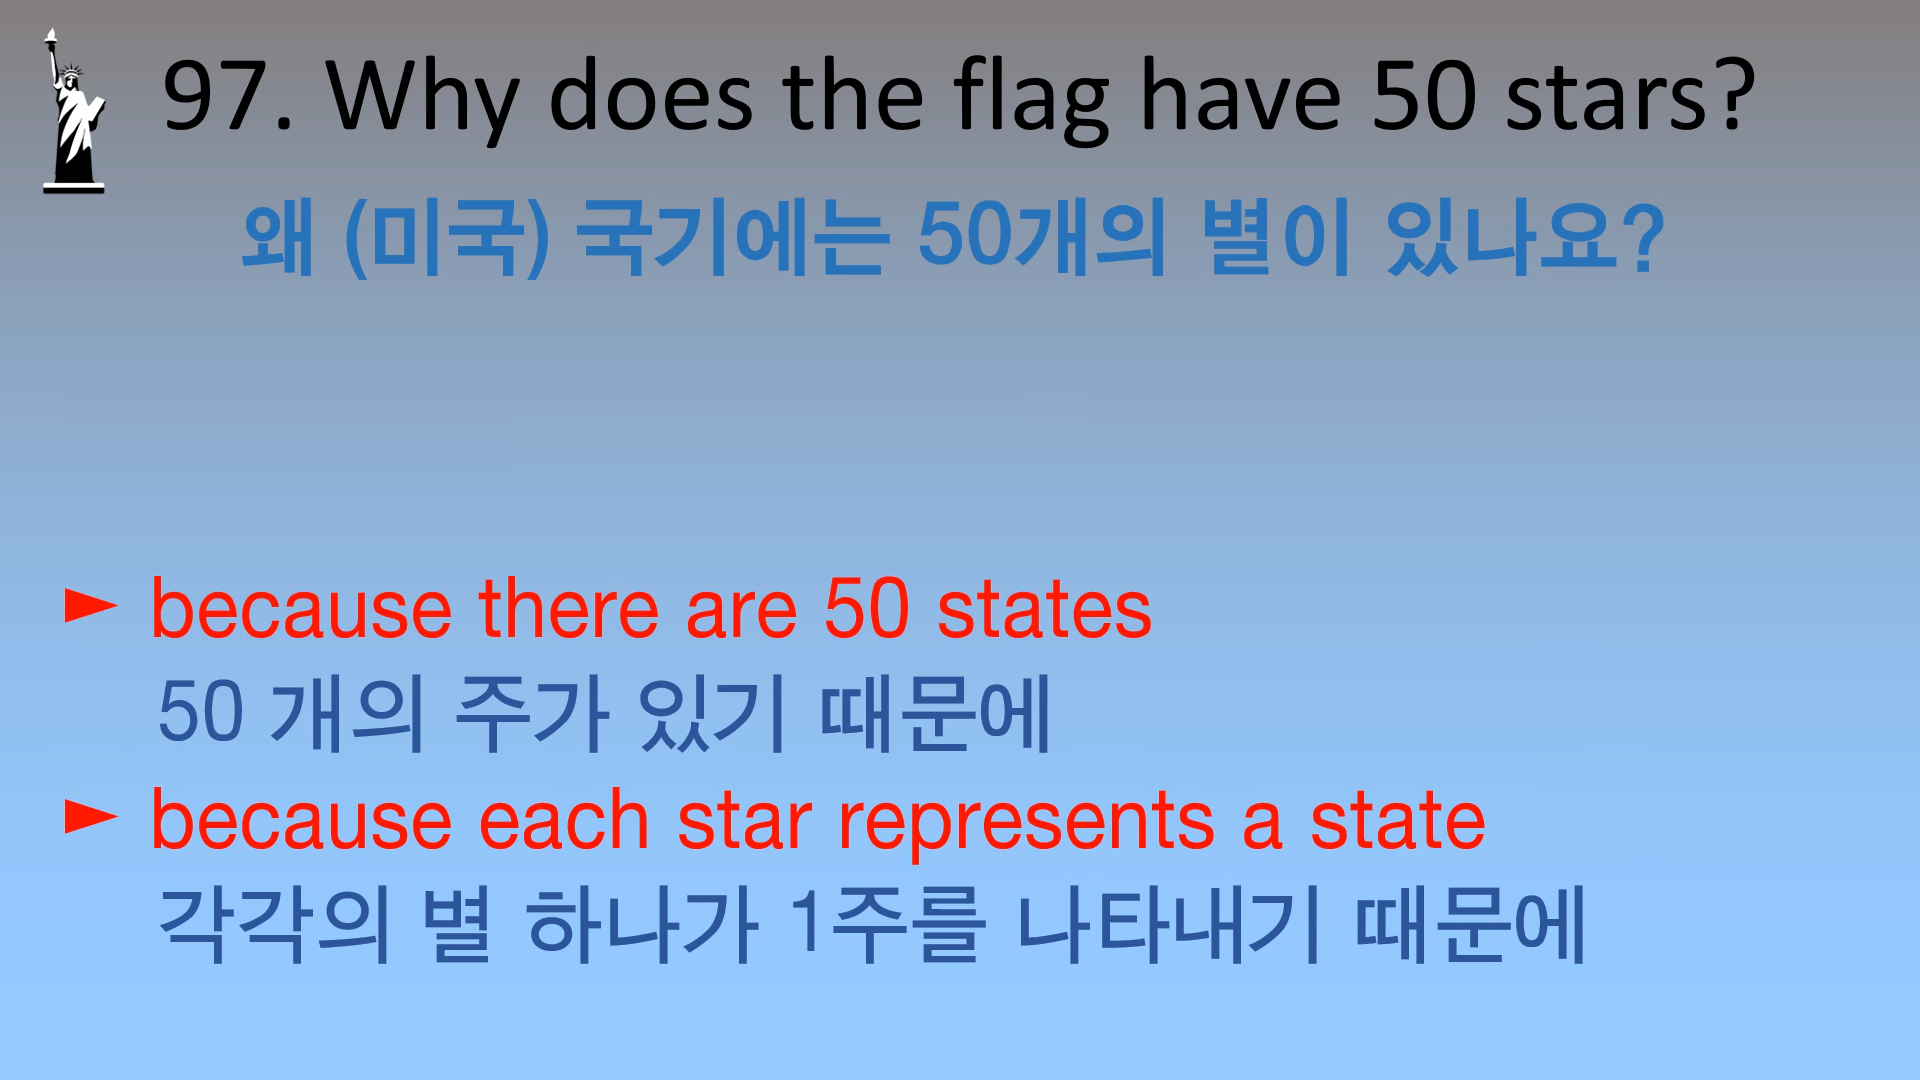 97. Why does the flag have 50 stars?
왜 (미국) 국기에는 50개의 별이 있나요?
► because there are 50 states
50 개의 주가 있기 때문에
► because each star represents a state
각각의 별 하나가 1주를 나타내기 때문에